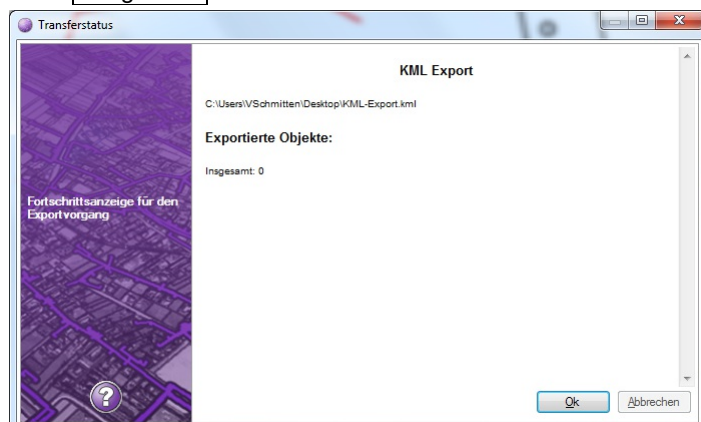 Transferstatus
KML Export
C:\Users\VSchmitten\Desktop\KML-Export.kml
Exportierte Objekte:
Insgesamt: 0
Fortschrittsanzeige für den
Exportvorgang
?
Ok
Abbrechen